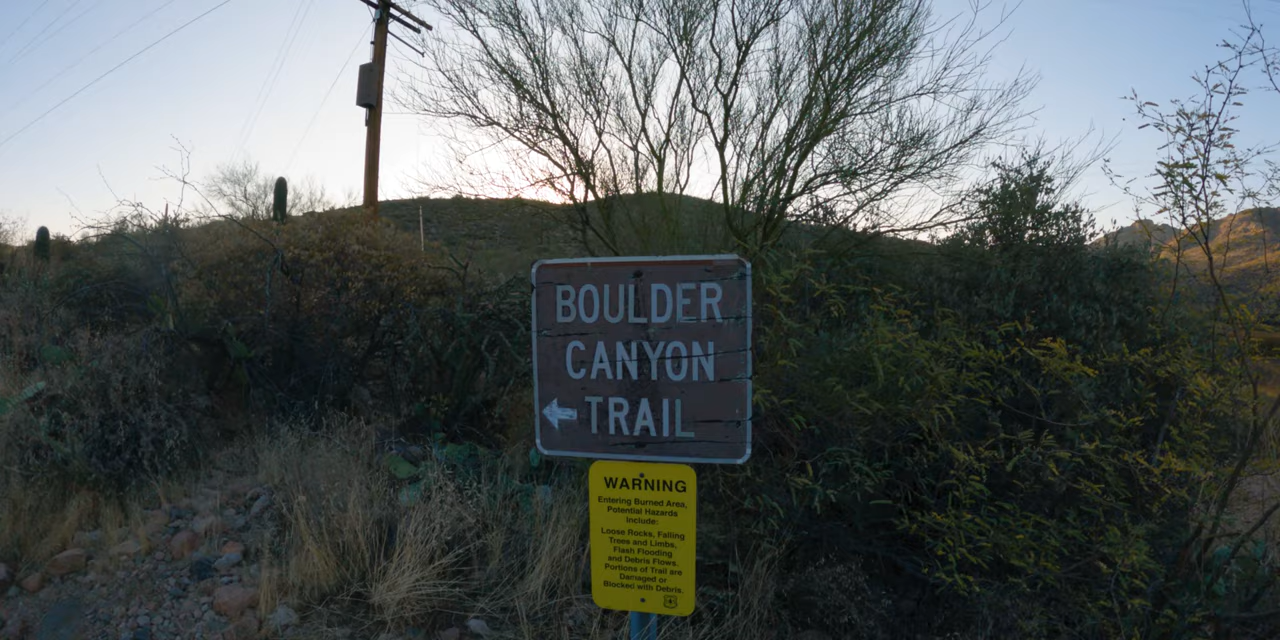 BOULDER
CANYON
TRAIL
WARNING
Entering Burned Area,
Potential Hazards
Include:
Loose Rocks, Falling
Trees and Limbs,
Flash Flooding
and Debris Flows.
Portions of Trail are
Damaged or
Blocked with Debris.